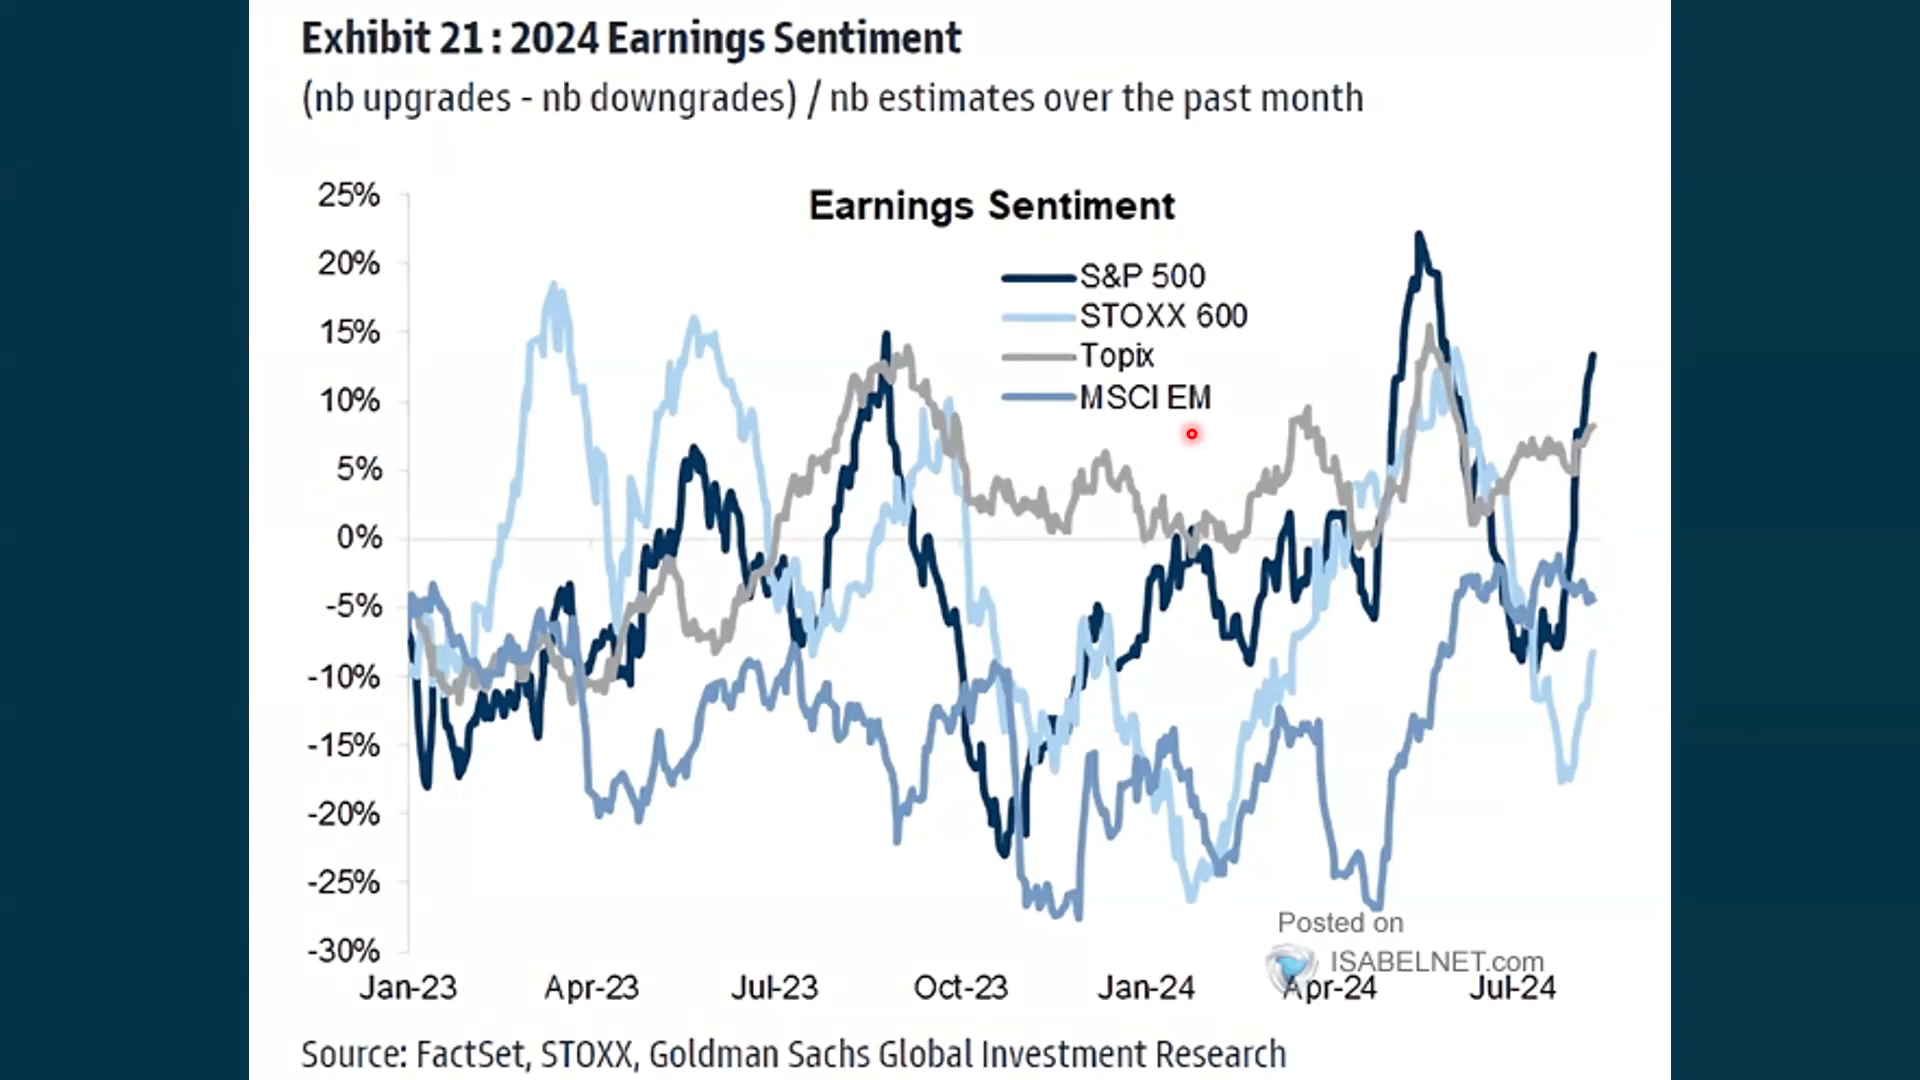 Exhibit 21 : 2024 Earnings Sentiment
(nb upgrades - nb downgrades) / nb estimates over the past month
Earnings Sentiment
S&P 500
STOXX 600
Topix
MSCI EM
25%
20%
15%
10%
5%
0%
-5%
-10%
-15%
-20%
-25%
-30%
Jan-23
Apr-23
Jul-23
Oct-23
Jan-24
Apr-24
Jul-24
Posted on
ISABELNET.com
Source: FactSet, STOXX, Goldman Sachs Global Investment Research